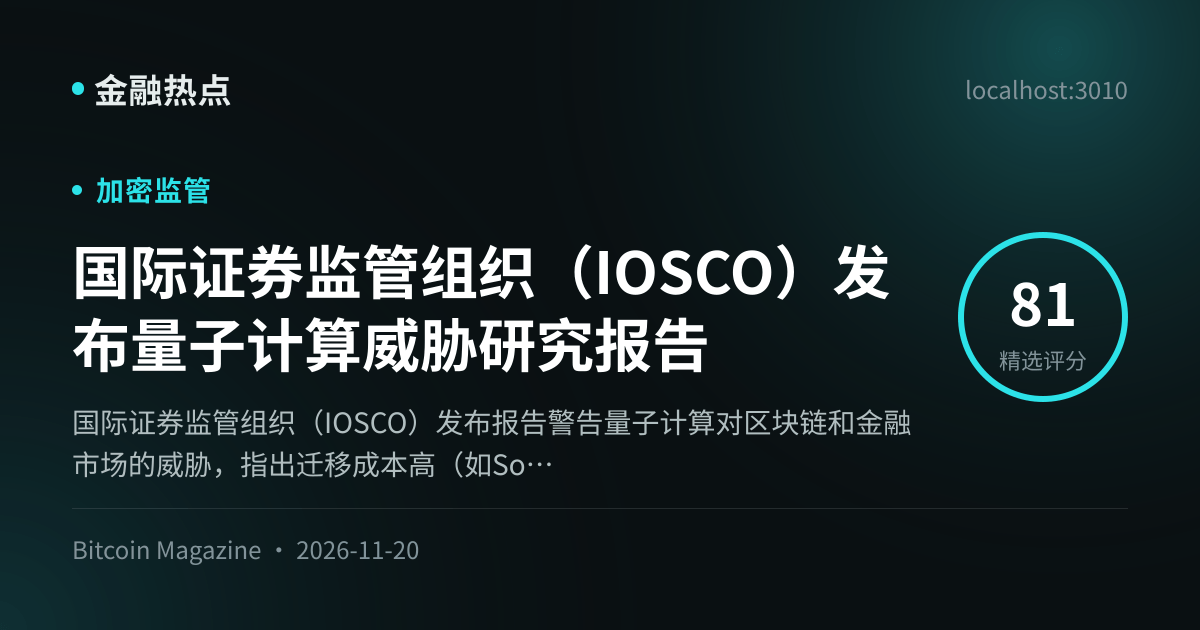 金融热点
localhost:3010
加密监管
国际证券监管组织（IOSCO）发
布量子计算威胁研究报告
81
精选评分
国际证券监管组织（IOSCO）发布报告警告量子计算对区块链和金融
市场的威胁，指出迁移成本高（如So…
Bitcoin Magazine · 2026-11-20